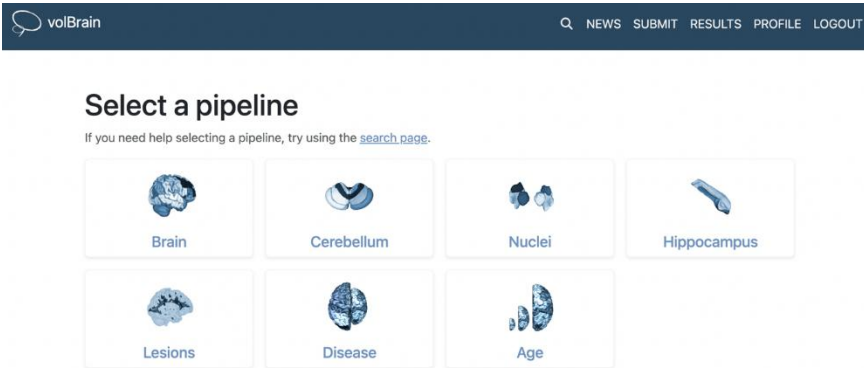 volBrain
NEWS SUBMIT RESULTS PROFILE LOGOUT
Select a pipeline
If you need help selecting a pipeline, try using the search page.
Brain Cerebellum Nuclei Hippocampus
Lesions Disease Age